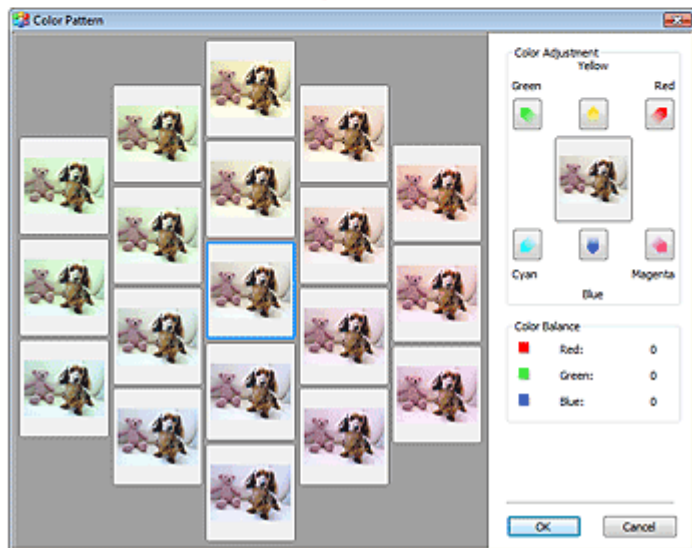 Color Pattern
Color Adjustment
Yellow
Green Red
Cyan Magenta
Blue
Color Balance
Red: 0
Green: 0
Blue: 0
OK Cancel